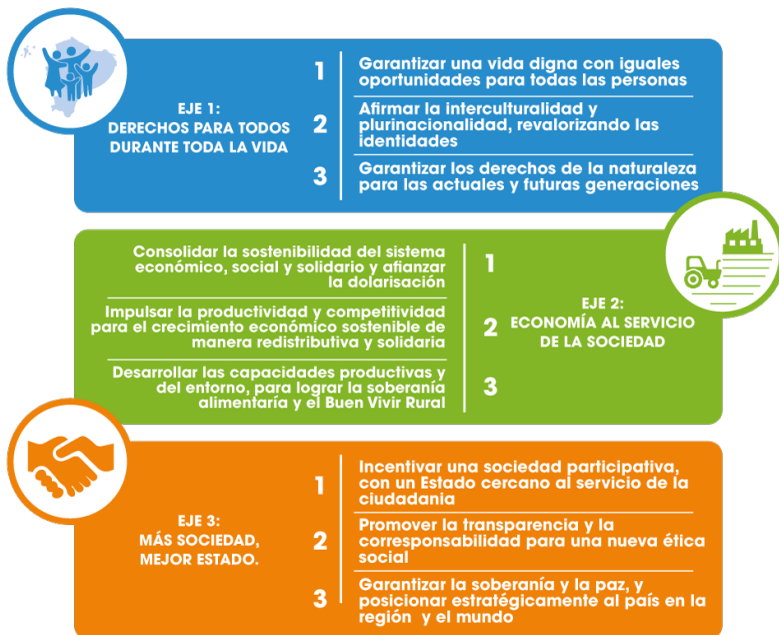 EJE 1:
DERECHOS PARA TODOS
DURANTE TODA LA VIDA
1
Garantizar una vida digna con iguales
oportunidades para todas las personas
2
Afirmar la interculturalidad y
plurinacionalidad, revalorizando las
identidades
3
Garantizar los derechos de la naturaleza
para las actuales y futuras generaciones
EJE 2:
ECONOMÍA AL SERVICIO
DE LA SOCIEDAD
1
Consolidar la sostenibilidad del sistema
económico, social y solidario y afianzar
la dolarisación
2
Impulsar la productividad y competitividad
para el crecimiento económico sostenible de
manera redistributiva y solidaria
3
Desarrollar las capacidades productivas y
del entorno, para lograr la soberanía
alimentaría y el Buen Vivir Rural
EJE 3:
MÁS SOCIEDAD,
MEJOR ESTADO.
1
Incentivar una sociedad participativa,
con un Estado cercano al servicio de la
ciudadania
2
Promover la transparencia y la
corresponsabilidad para una nueva ética
social
3
Garantizar la soberanía y la paz, y
posicionar estratégicamente al país en la
región y el mundo